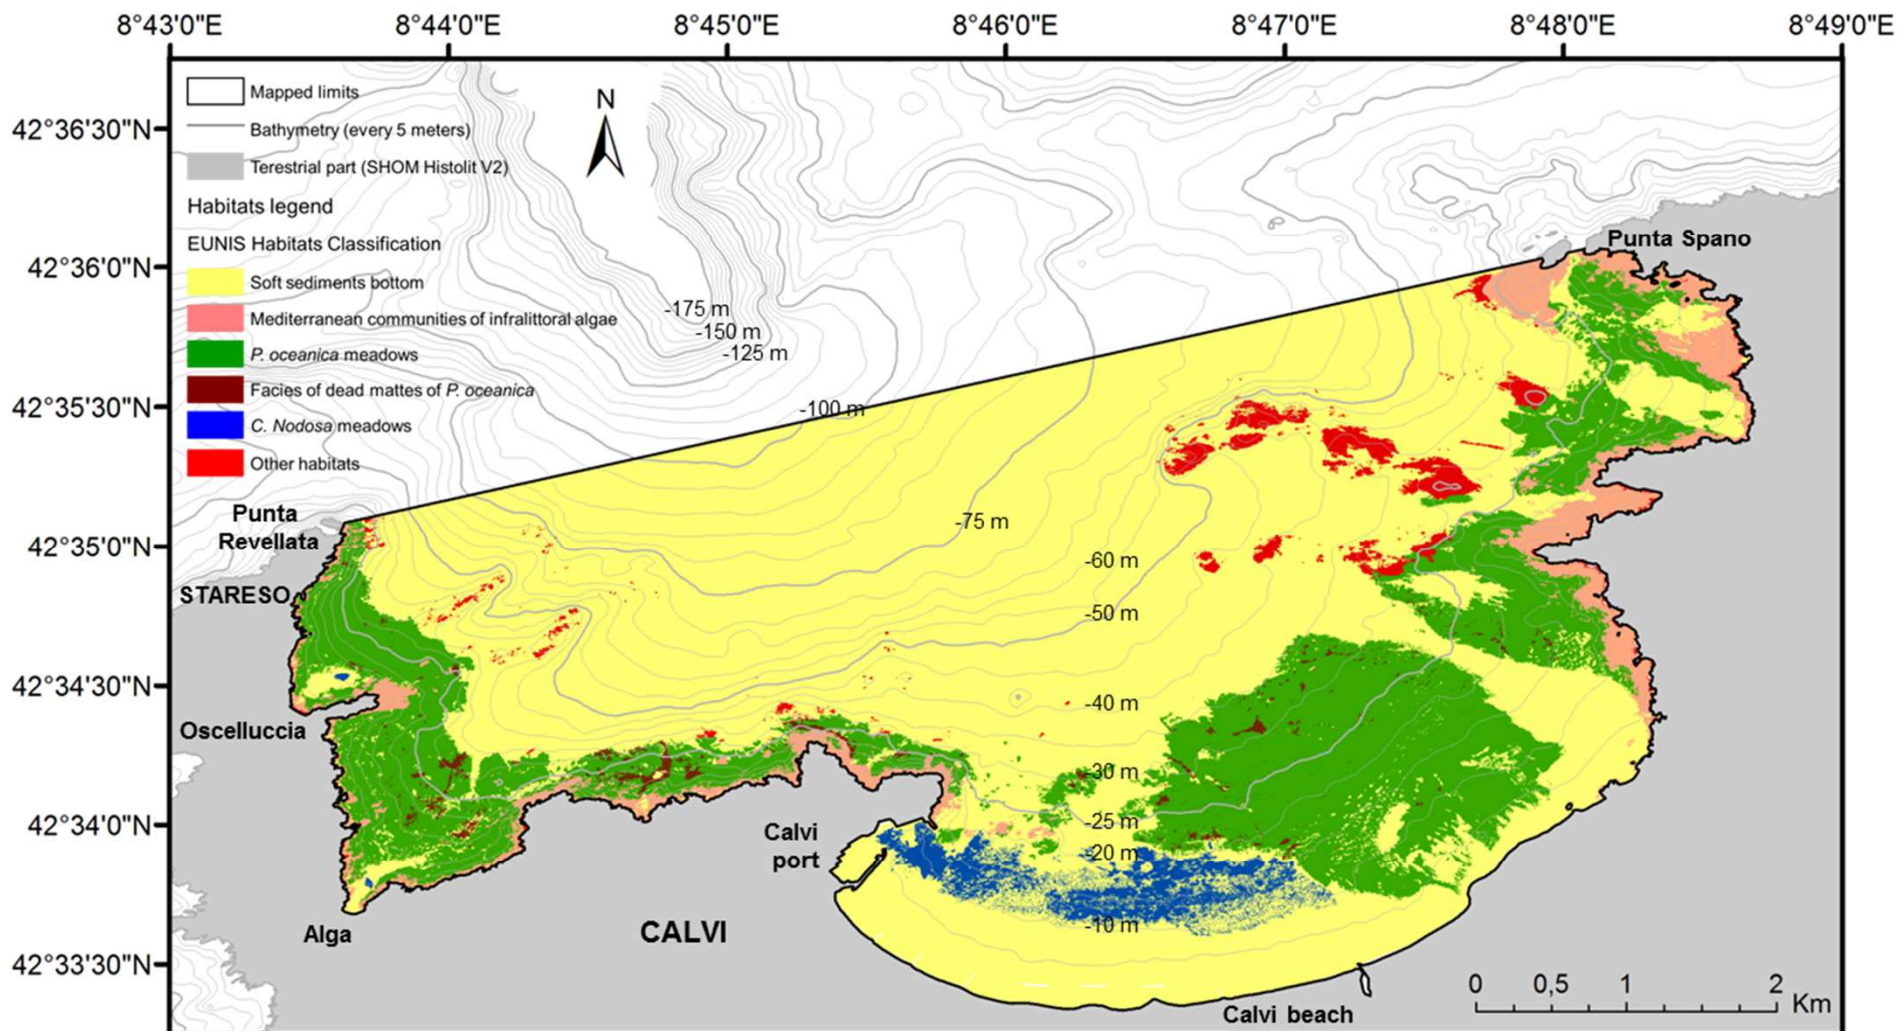 8°43'0"E 8°44'0"E 8°45'0"E 8°46'0"E 8°47'0"E 8°48'0"E 8°49'0"E
42°36'30"N
42°36'0"N
42°35'30"N
42°35'0"N
42°34'30"N
42°34'0"N
42°33'30"N
Mapped limits
Bathymetry (every 5 meters)
Terestrial part (SHOM Histolit V2)
Habitats legend
EUNIS Habitats Classification
Soft sediments bottom
Mediterranean communities of infralittoral algae
P. oceanica meadows
Facies of dead mattes of P. oceanica
C. Nodosa meadows
Other habitats
N
-175 m
-150 m
-125 m
-100 m
-75 m
-60 m
-50 m
-40 m
-30 m
-25 m
-20 m
-10 m
Punta Spano
Punta
Revellata
STARESO
Oscelluccia
Alga
CALVI
Calvi
port
Calvi beach
0 0,5 1 2
Km